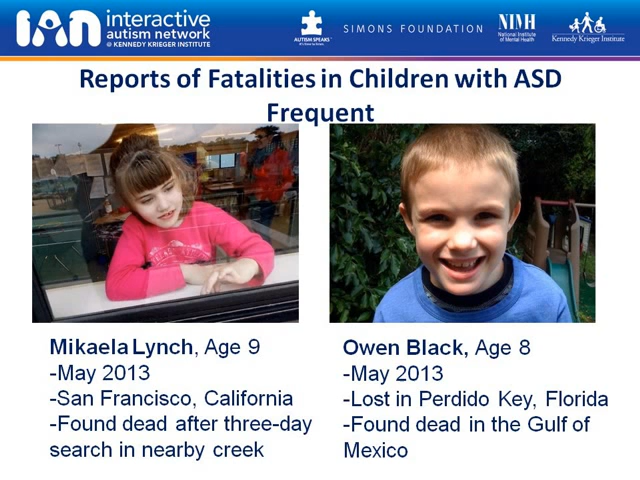 IAN interactive
autism network
@ KENNEDY KRIEGER INSTITUTE
AUTISM SPEAKS
SIMONS FOUNDATION
NIMH
National Institute
of Mental Health
Kennedy Krieger Institute
Reports of Fatalities in Children with ASD
Frequent
Mikaela Lynch, Age 9
-May 2013
-San Francisco, California
-Found dead after three-day
search in nearby creek
Owen Black, Age 8
-May 2013
-Lost in Perdido Key, Florida
-Found dead in the Gulf of
Mexico